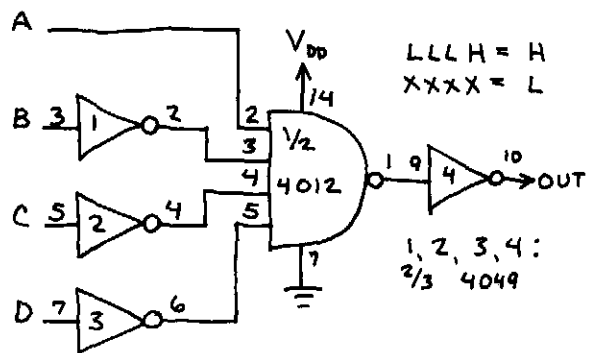 A
V_DD
LLLH = H
XXXX = L
14
B 3 1 2
2
3
4
5
1/2
4012
1 9 4 10 OUT
C 5 2 4
7
1, 2, 3, 4:
2/3 4049
D 7 3 6